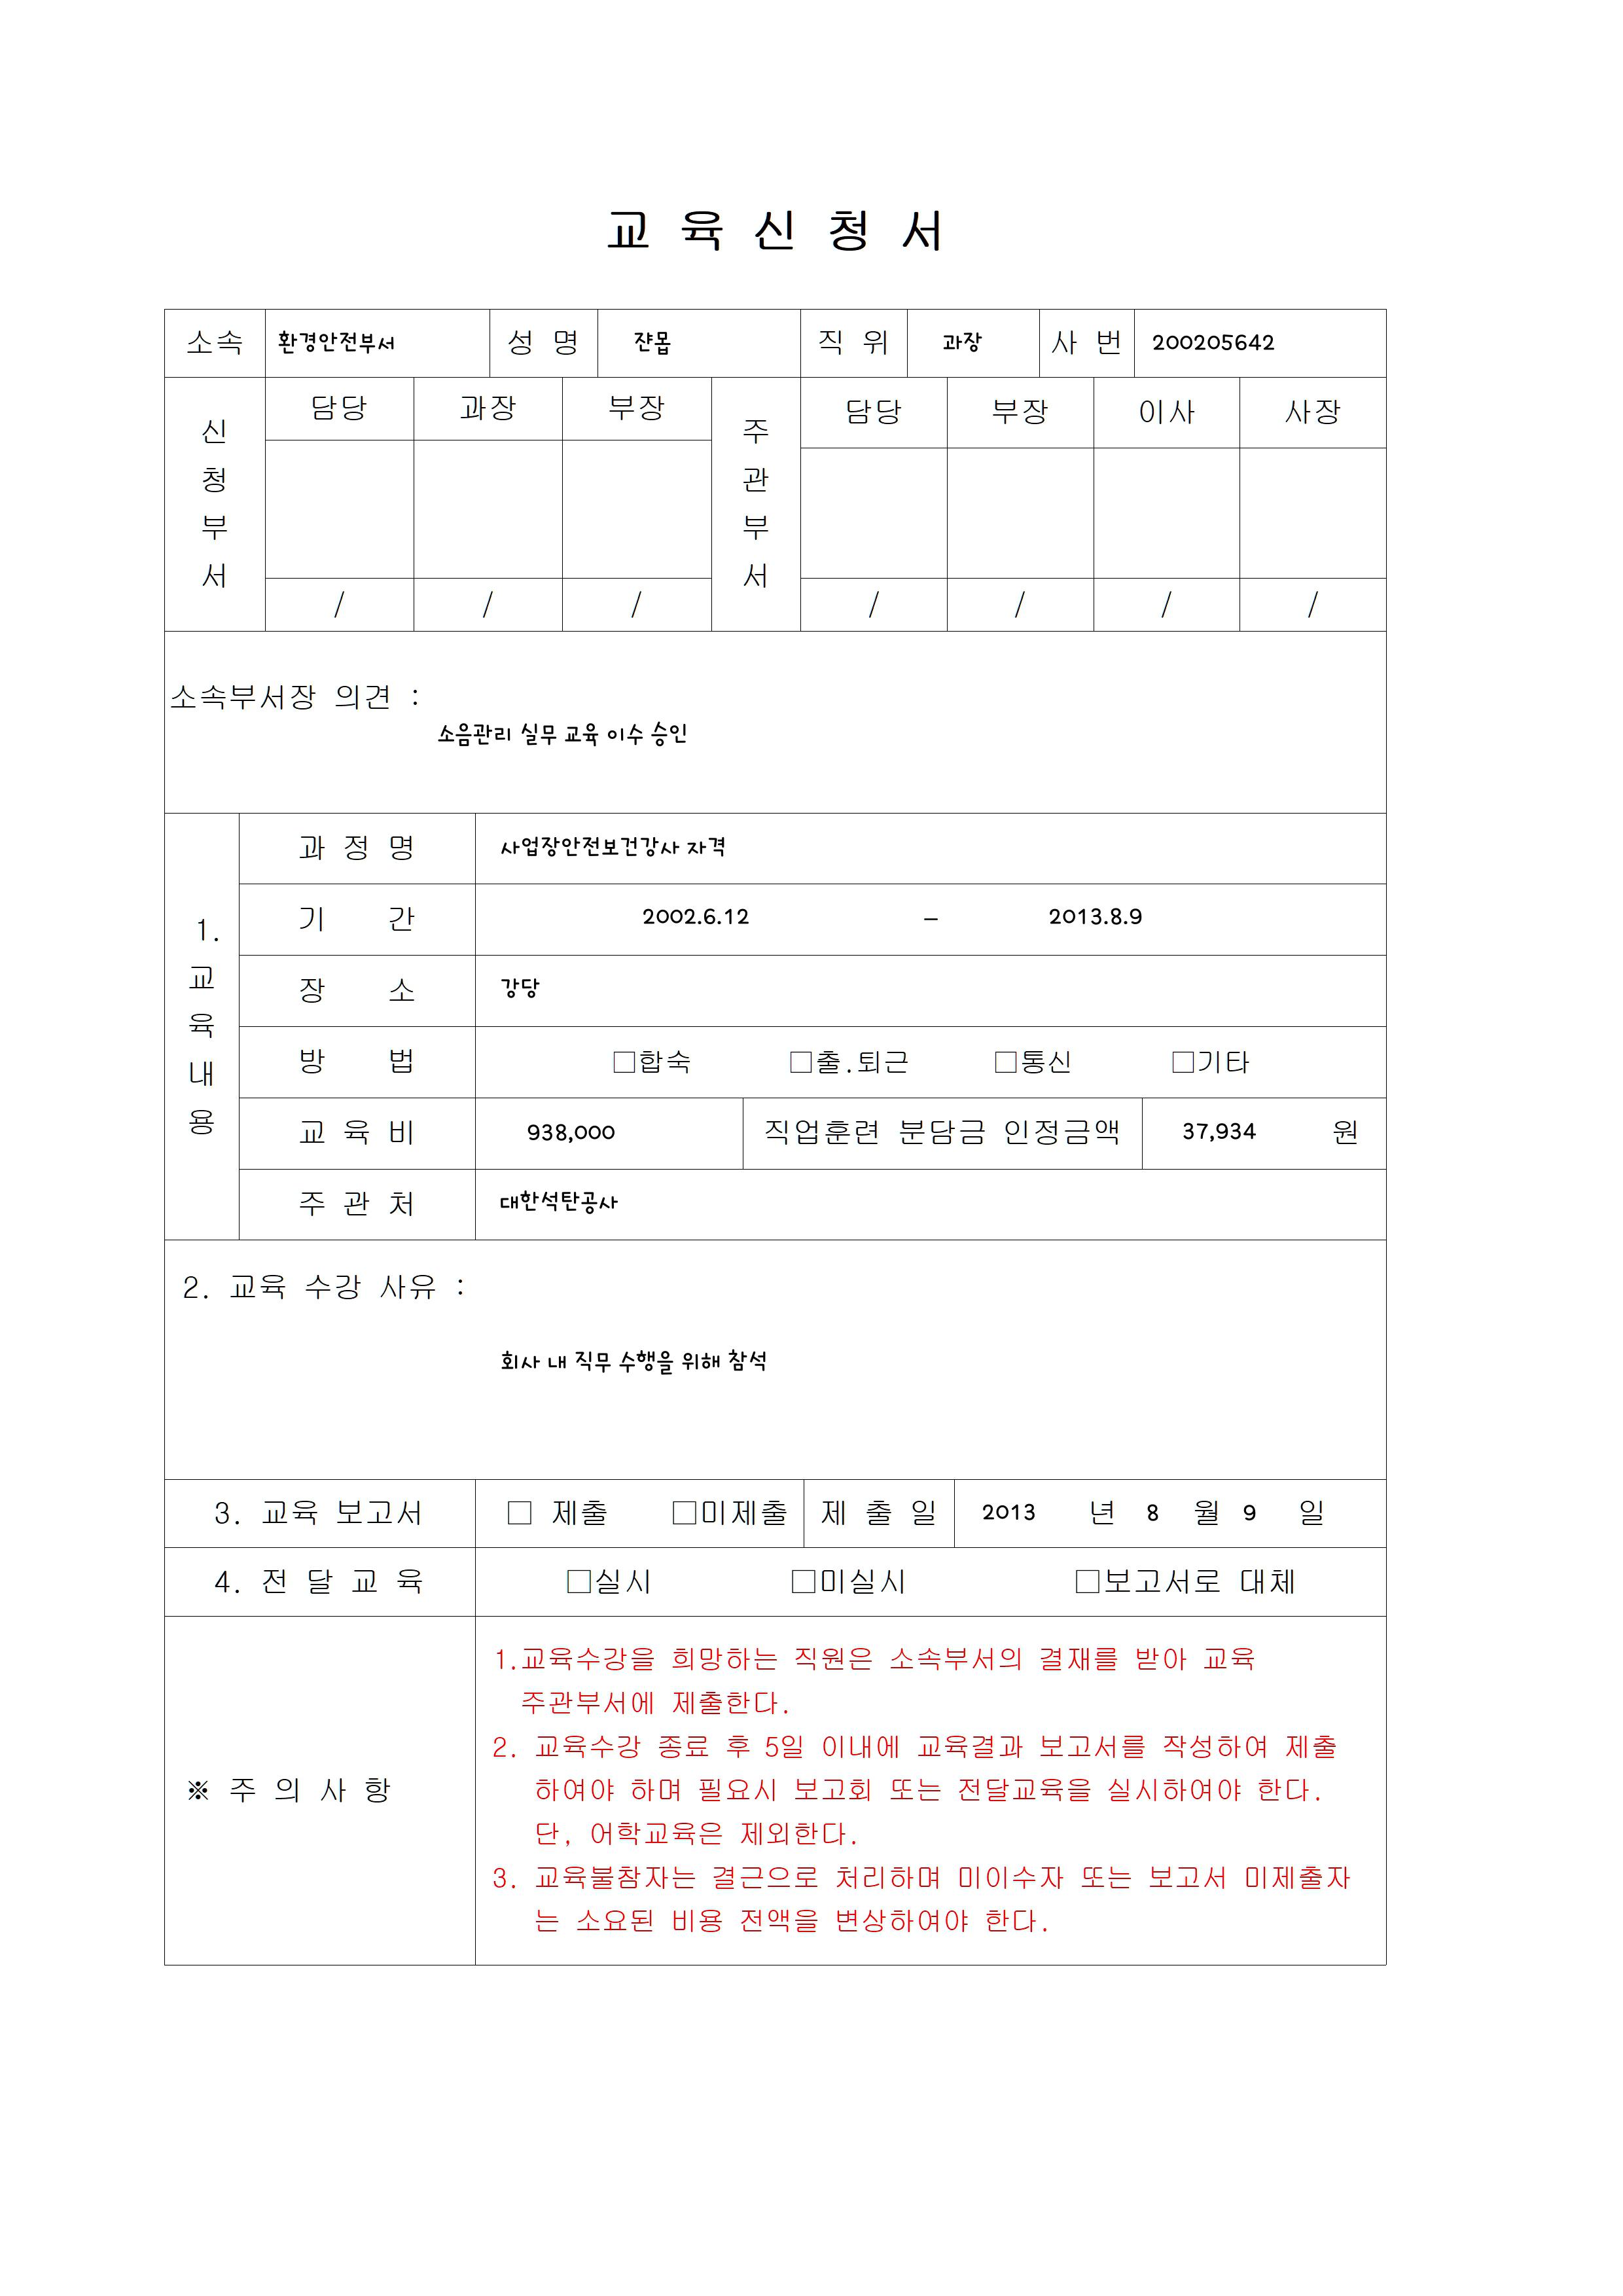 교 육 신 청 서
소속 환경안전부서 성 명 쟌몹 직 위 과장 사 번 200205642
신청부서 담당 과장 부장 주관부서 담당 부장 이사 사장
/ / / / / / /
소속부서장 의견 :
소음관리 실무 교육 이수 승인
1. 교육내용
과 정 명 사업장안전보건강사 자격
기 간 2002.6.12 – 2013.8.9
장 소 강당
방 법 □합숙 □출.퇴근 □통신 □기타
교 육 비 938,000 직업훈련 분담금 인정금액 37,934 원
주 관 처 대한석탄공사
2. 교육 수강 사유 :
회사 내 직무 수행을 위해 참석
3. 교육 보고서 □ 제출 □미제출 제 출 일 2013 년 8 월 9 일
4. 전 달 교 육 □실시 □미실시 □보고서로 대체
※ 주 의 사 항
1.교육수강을 희망하는 직원은 소속부서의 결재를 받아 교육
주관부서에 제출한다.
2. 교육수강 종료 후 5일 이내에 교육결과 보고서를 작성하여 제출
하여야 하며 필요시 보고회 또는 전달교육을 실시하여야 한다.
단, 어학교육은 제외한다.
3. 교육불참자는 결근으로 처리하며 미이수자 또는 보고서 미제출자
는 소요된 비용 전액을 변상하여야 한다.